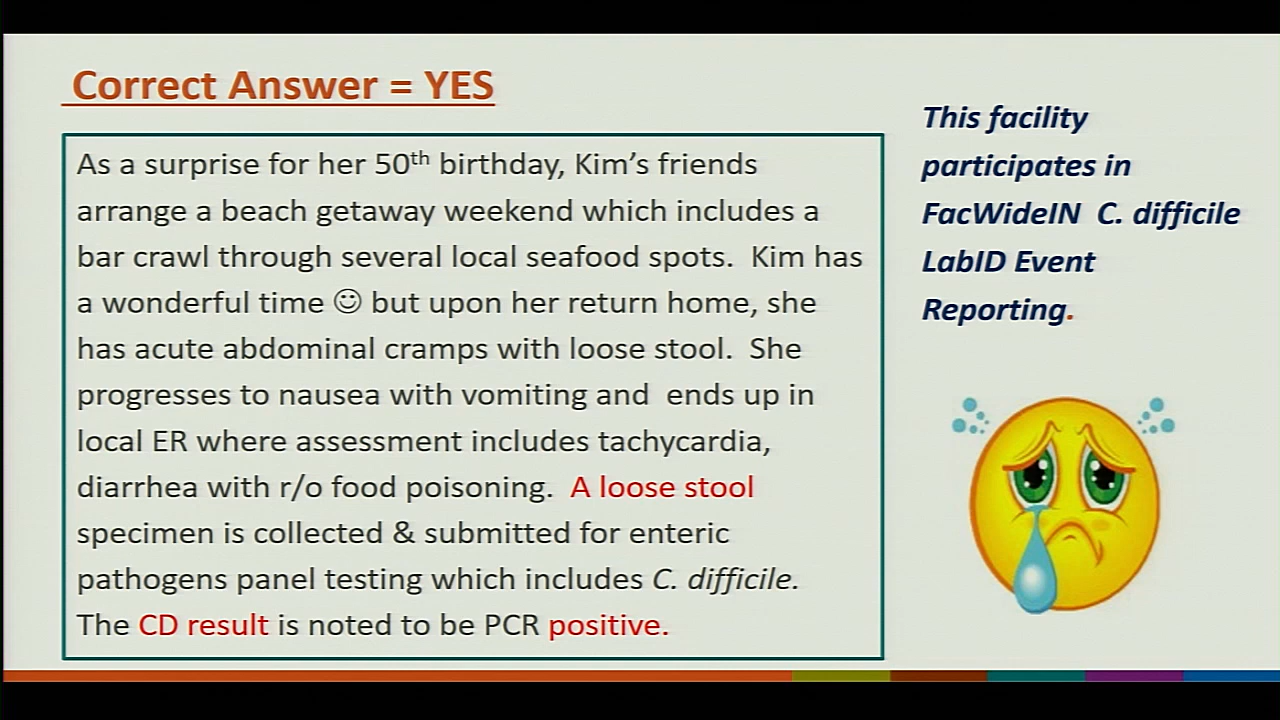 Correct Answer = YES
As a surprise for her 50th birthday, Kim's friends
arrange a beach getaway weekend which includes a
bar crawl through several local seafood spots.  Kim has
a wonderful time ☺ but upon her return home, she
has acute abdominal cramps with loose stool.  She
progresses to nausea with vomiting and  ends up in
local ER where assessment includes tachycardia,
diarrhea with r/o food poisoning.  A loose stool
specimen is collected & submitted for enteric
pathogens panel testing which includes C. difficile.
The CD result is noted to be PCR positive.
This facility
participates in
FacWideIN  C. difficile
LabID Event
Reporting.